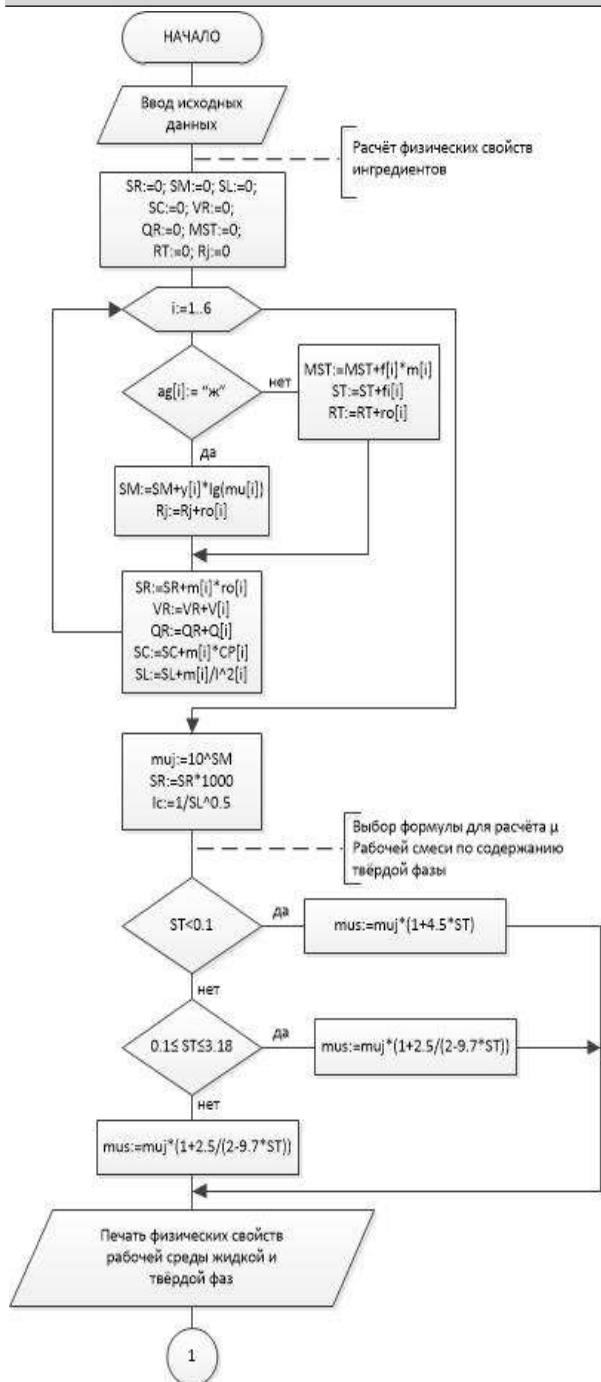 НАЧАЛО
Ввод исходных
данных
Расчёт физических свойств
ингредиентов
SR:=0; SM:=0; SL:=0;
SC:=0; VR:=0;
QR:=0; MST:=0;
RT:=0; Rj:=0
i:=1..6
ag[i]:= “ж”
нет
MST:=MST+f[i]*m[i]
ST:=ST+fi[i]
RT:=RT+ro[i]
да
SM:=SM+y[i]*lg(mu[i])
Rj:=Rj+ro[i]
SR:=SR+m[i]*ro[i]
VR:=VR+V[i]
QR:=QR+Q[i]
SC:=SC+m[i]*CP[i]
SL:=SL+m[i]/l^2[i]
muj:=10^SM
SR:=SR*1000
lc:=1/SL^0.5
Выбор формулы для расчёта μ
Рабочей смеси по содержанию
твёрдой фазы
ST<0.1
да
mus:=muj*(1+4.5*ST)
нет
0.1≤ ST≤3.18
да
mus:=muj*(1+2.5/(2-9.7*ST))
нет
mus:=muj*(1+2.5/(2-9.7*ST))
Печать физических свойств
рабочей среды жидкой и
твёрдой фаз
1